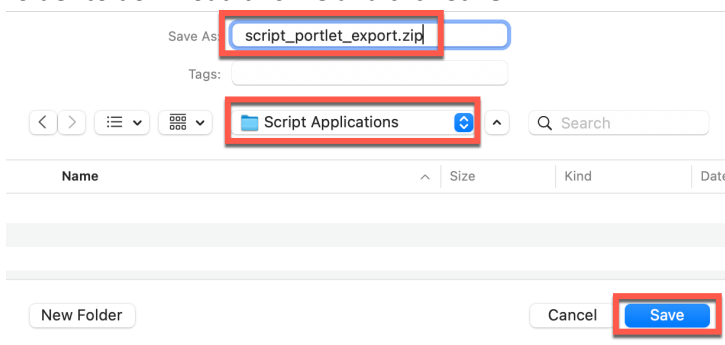 Save As: script_portlet_export.zip
Tags:
Script Applications Search
Name Size Kind Date
New Folder Cancel Save